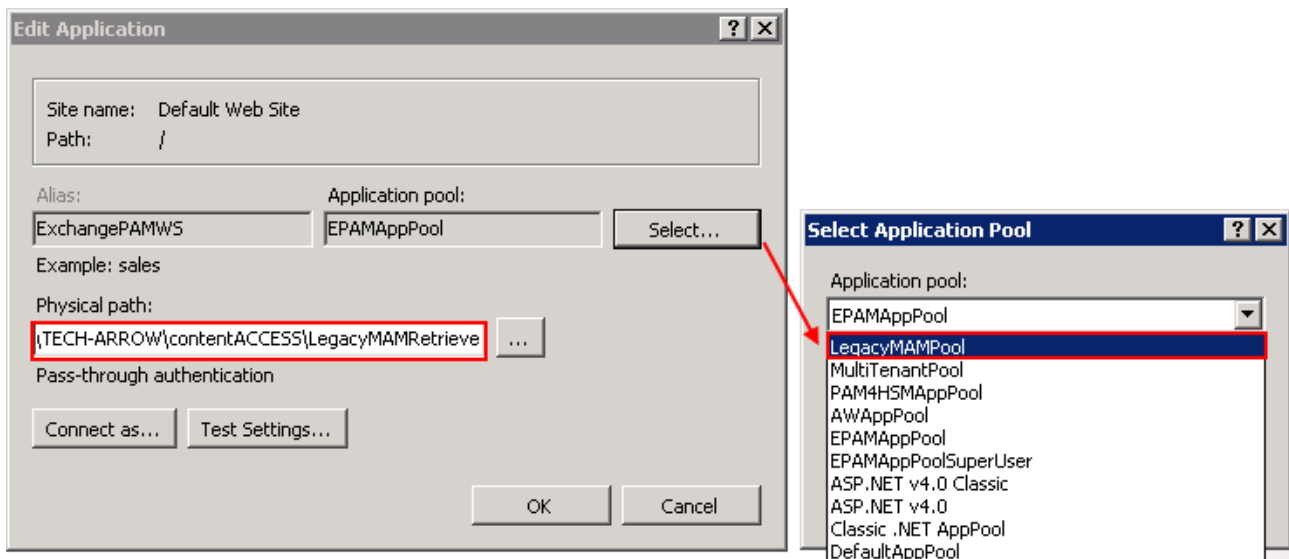 Edit Application
Site name: Default Web Site
Path: /
Alias:
Application pool:
ExchangePAMWS
EPAMAppPool
Select...
Example: sales
Physical path:
\TECH-ARROW\contentACCESS\LegacyMAMRetrieve
...
Pass-through authentication
Connect as...
Test Settings...
OK
Cancel
Select Application Pool
Application pool:
EPAMAppPool
LegacyMAMPool
MultiTenantPool
PAM4HSMAppPool
AWAppPool
EPAMAppPool
EPAMAppPoolSuperUser
ASP.NET v4.0 Classic
ASP.NET v4.0
Classic .NET AppPool
DefaultAppPool